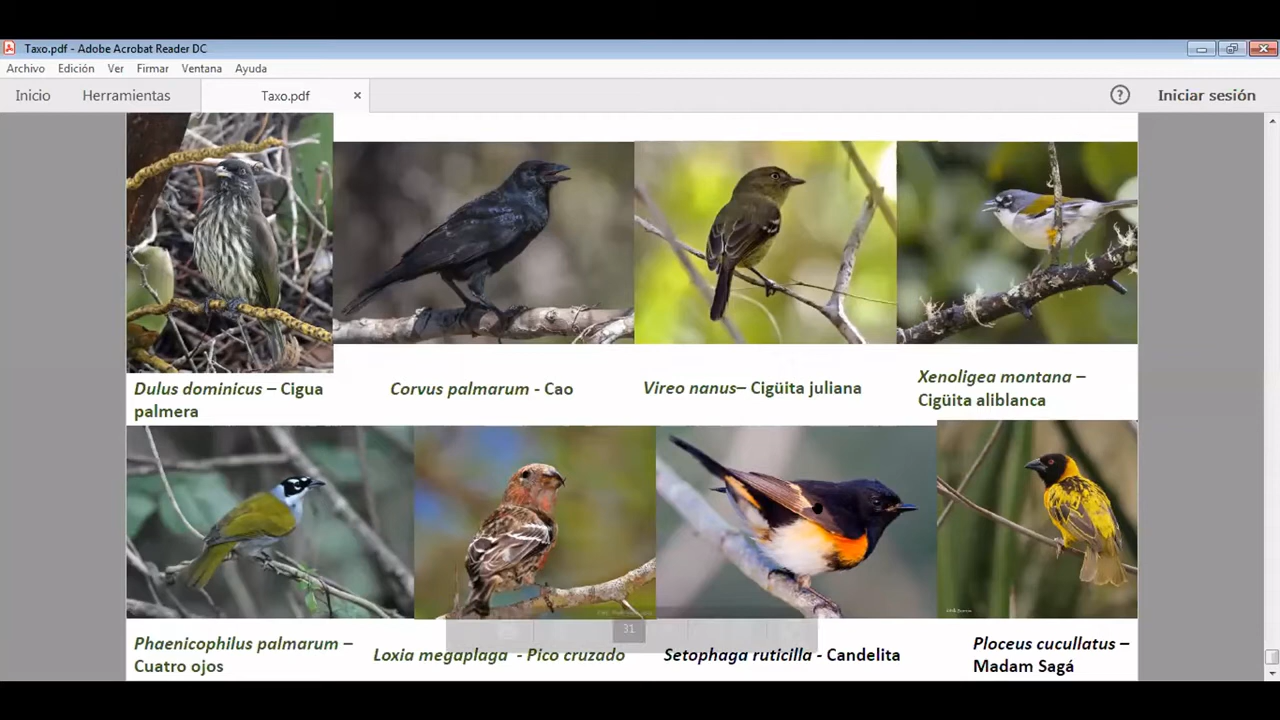 Taxo.pdf - Adobe Acrobat Reader DC
Archivo Edición Ver Firmar Ventana Ayuda
Inicio Herramientas Taxo.pdf × ? Iniciar sesión
Dulus dominicus – Cigua
palmera
Corvus palmarum - Cao
Vireo nanus– Cigüita juliana
Xenoligea montana –
Cigüita aliblanca
Phaenicophilus palmarum –
Cuatro ojos
31
Loxia megaplaga - Pico cruzado
Setophaga ruticilla - Candelita
Ploceus cucullatus –
Madam Sagá